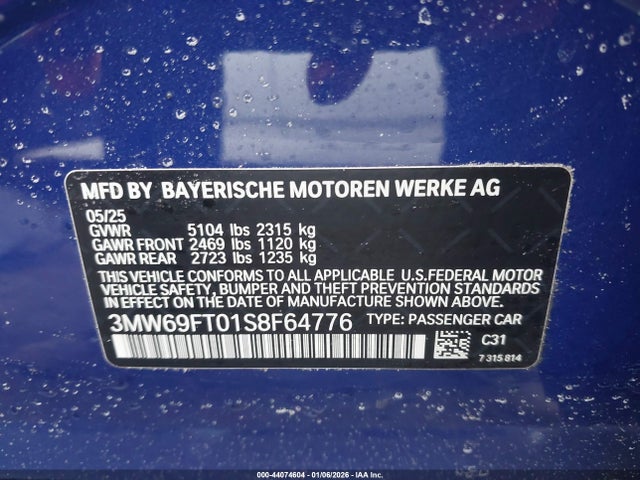 MFD BY BAYERISCHE MOTOREN WERKE AG
05/25
GVWR 5104 lbs 2315 kg
GAWR FRONT 2469 lbs 1120 kg
GAWR REAR 2723 lbs 1235 kg
THIS VEHICLE CONFORMS TO ALL APPLICABLE U.S.FEDERAL MOTOR
VEHICLE SAFETY, BUMPER AND THEFT PREVENTION STANDARDS
IN EFFECT ON THE DATE OF MANUFACTURE SHOWN ABOVE.
3MW69FT01S8F64776 TYPE: PASSENGER CAR
C31
7 315 814
000-44074604 | 01/06/2026 - IAA Inc.